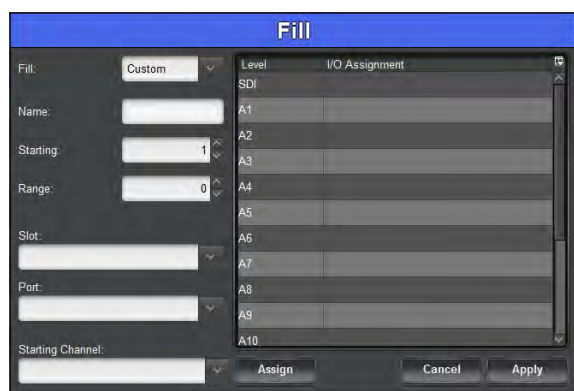 Fill
Fill:
Custom
Name:
Starting:
1
Range:
0
Slot:
Port:
Starting Channel:
Level I/O Assignment
SDI
A1
A2
A3
A4
A5
A6
A7
A8
A9
A10
Assign Cancel Apply